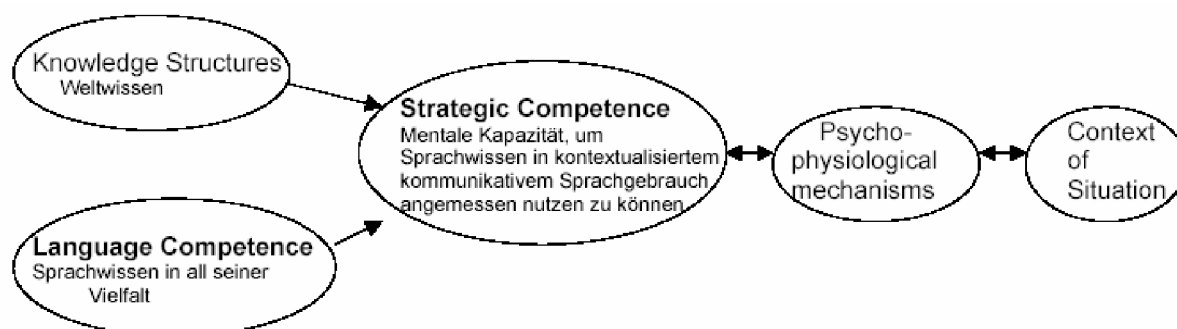 Knowledge Structures
Weltwissen
Language Competence
Sprachwissen in all seiner
Vielfalt
Strategic Competence
Mentale Kapazität, um
Sprachwissen in kontextualisiertem
kommunikativem Sprachgebrauch
angemessen nutzen zu können
Psycho-
physiological
mechanisms
Context
of
Situation